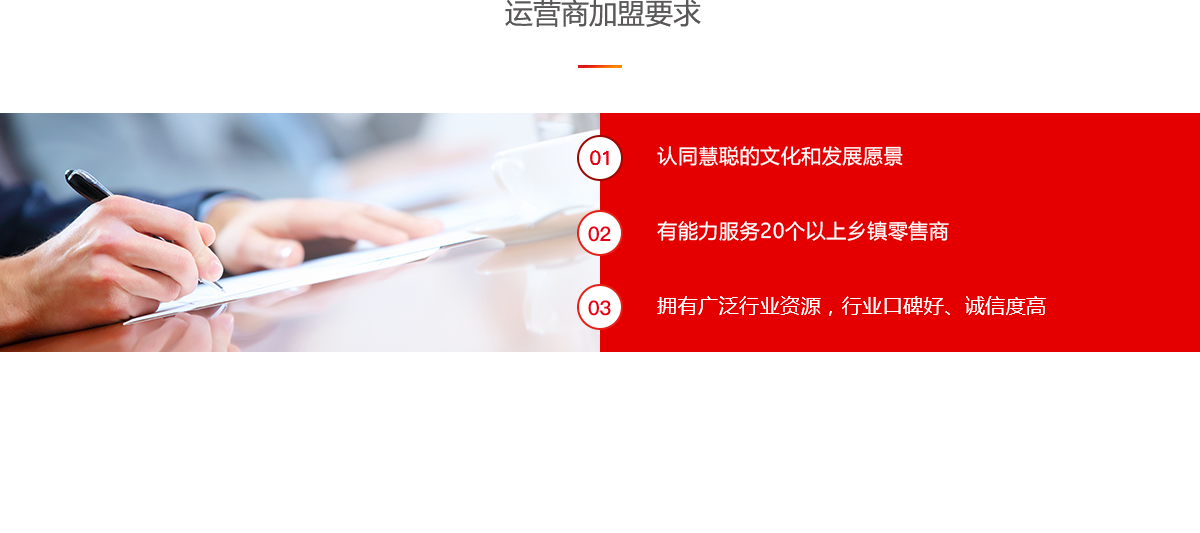 运营商加盟要求
01
认同慧聪的文化和发展愿景
02
有能力服务20个以上乡镇零售商
03
拥有广泛行业资源，行业口碑好、诚信度高